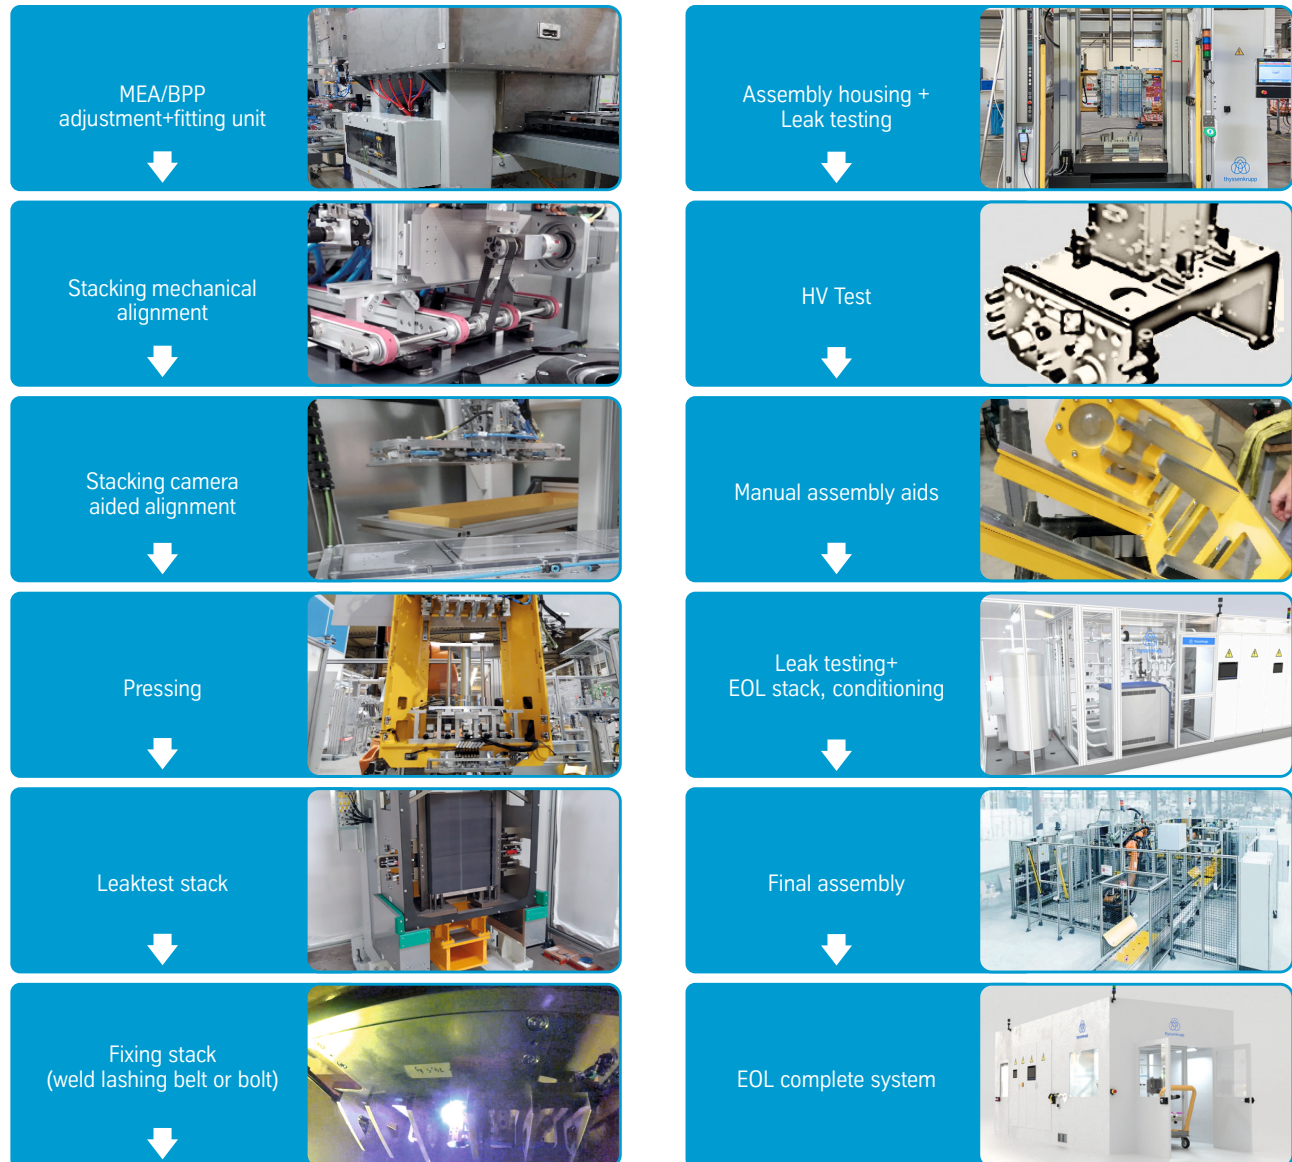 MEA/BPP
adjustment+fitting unit
Stacking mechanical
alignment
Stacking camera
aided alignment
Pressing
Leaktest stack
Fixing stack
(weld lashing belt or bolt)
Assembly housing +
Leak testing
thyssenkrupp
HV Test
Manual assembly aids
Leak testing+
EOL stack, conditioning
Final assembly
EOL complete system